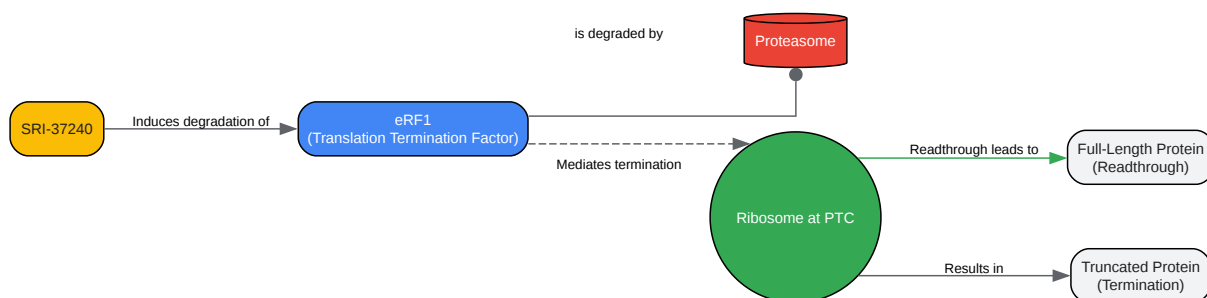 is degraded by
Proteasome
SRI-37240
Induces degradation of
eRF1
(Translation Termination Factor)
Mediates termination
Ribosome at PTC
Readthrough leads to
Full-Length Protein
(Readthrough)
Results in
Truncated Protein
(Termination)